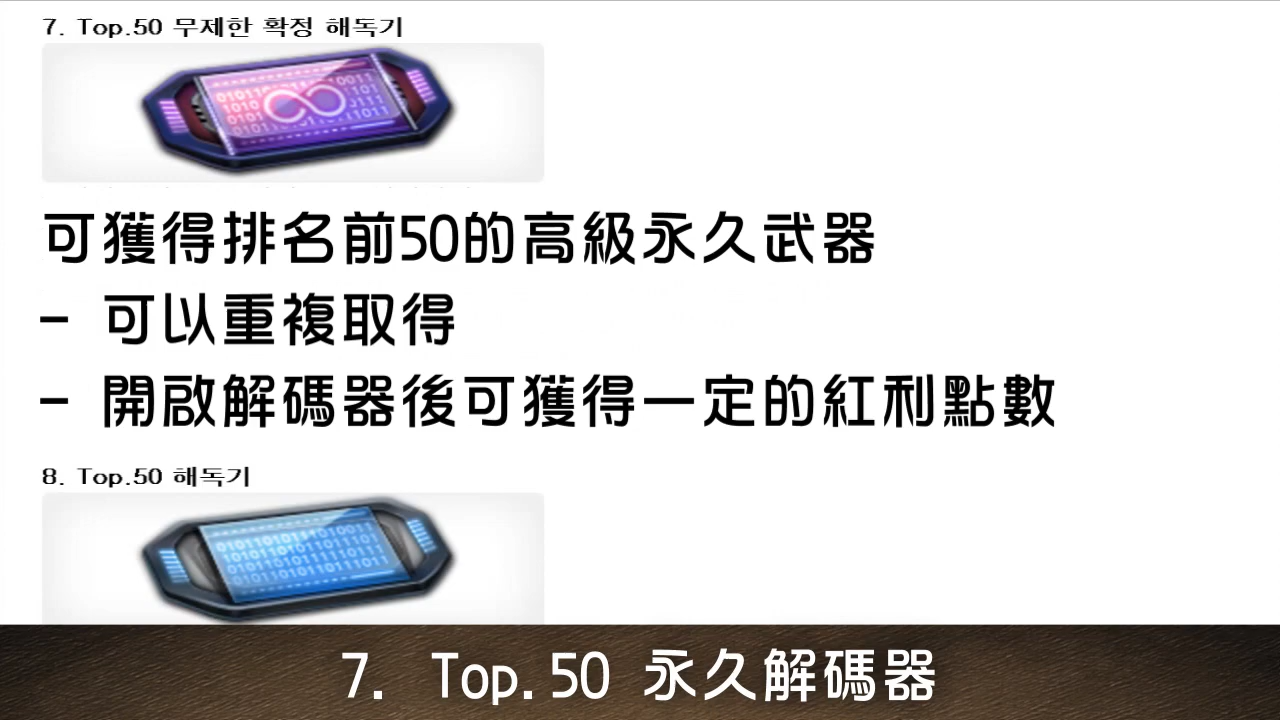 7. Top.50 무제한 확정 해독기
可獲得排名前50的高級永久武器
- 可以重複取得
- 開啟解碼器後可獲得一定的紅利點數
8. Top.50 해독기
7. Top.50 永久解碼器